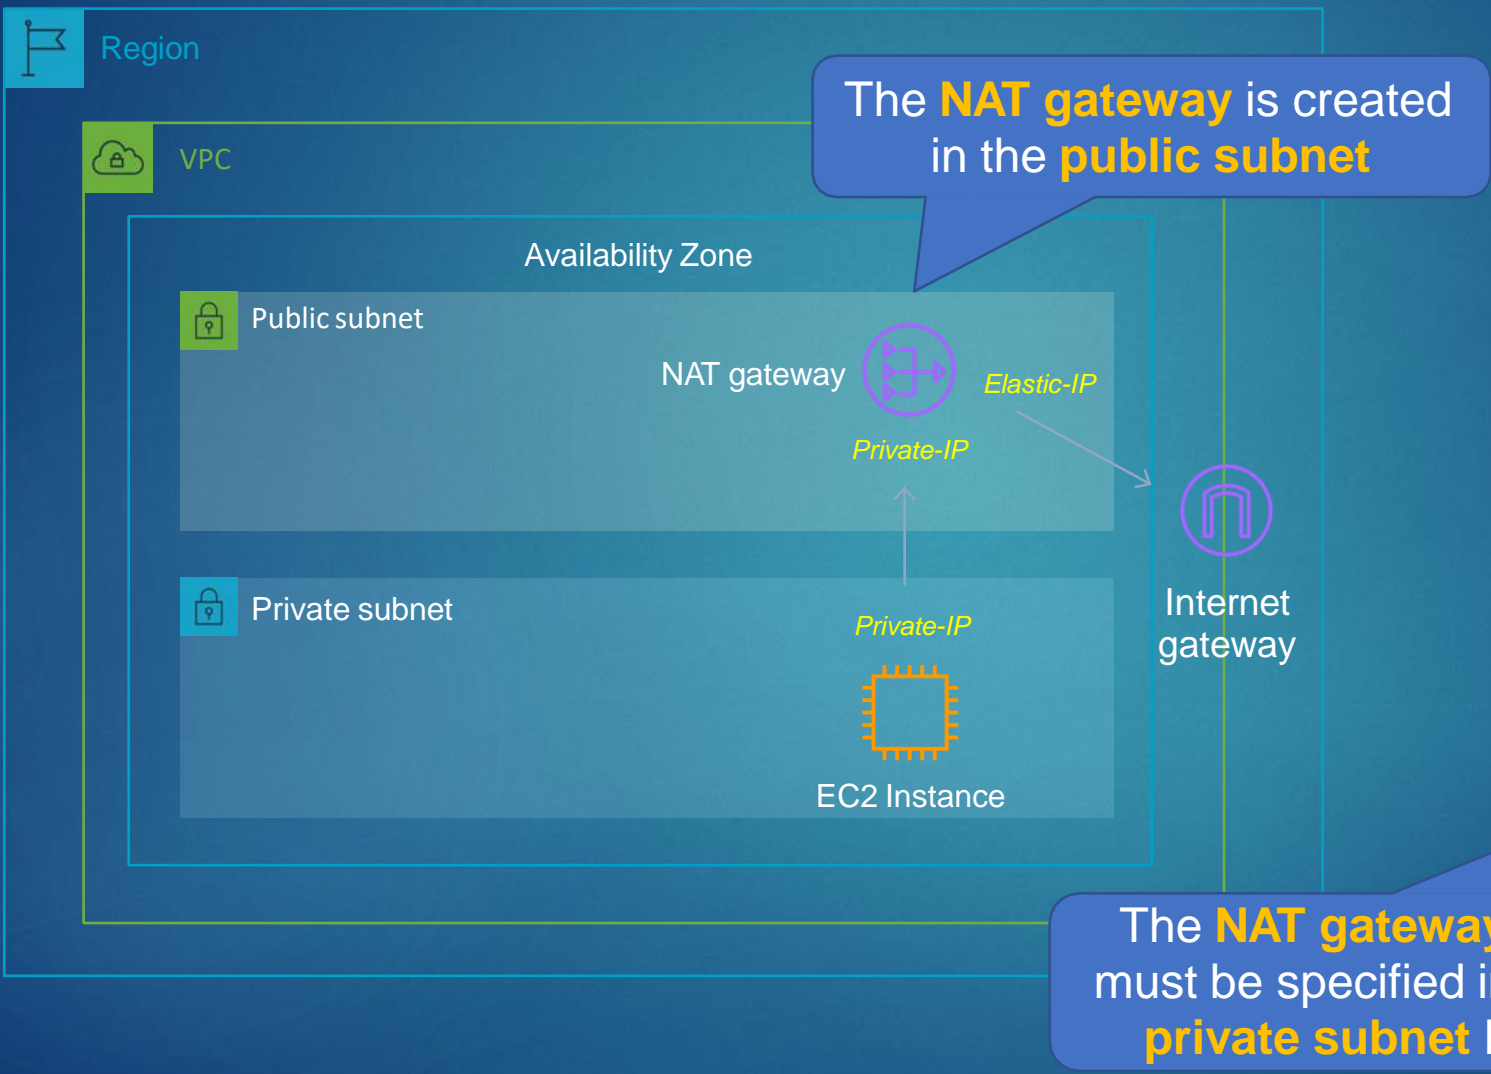 Region
The NAT gateway is created
in the public subnet
VPC
Availability Zone
Public subnet
NAT gateway
Elastic-IP
Private-IP
Private subnet
Private-IP
Internet
gateway
EC2 Instance
The NAT gateway
must be specified
private subnet